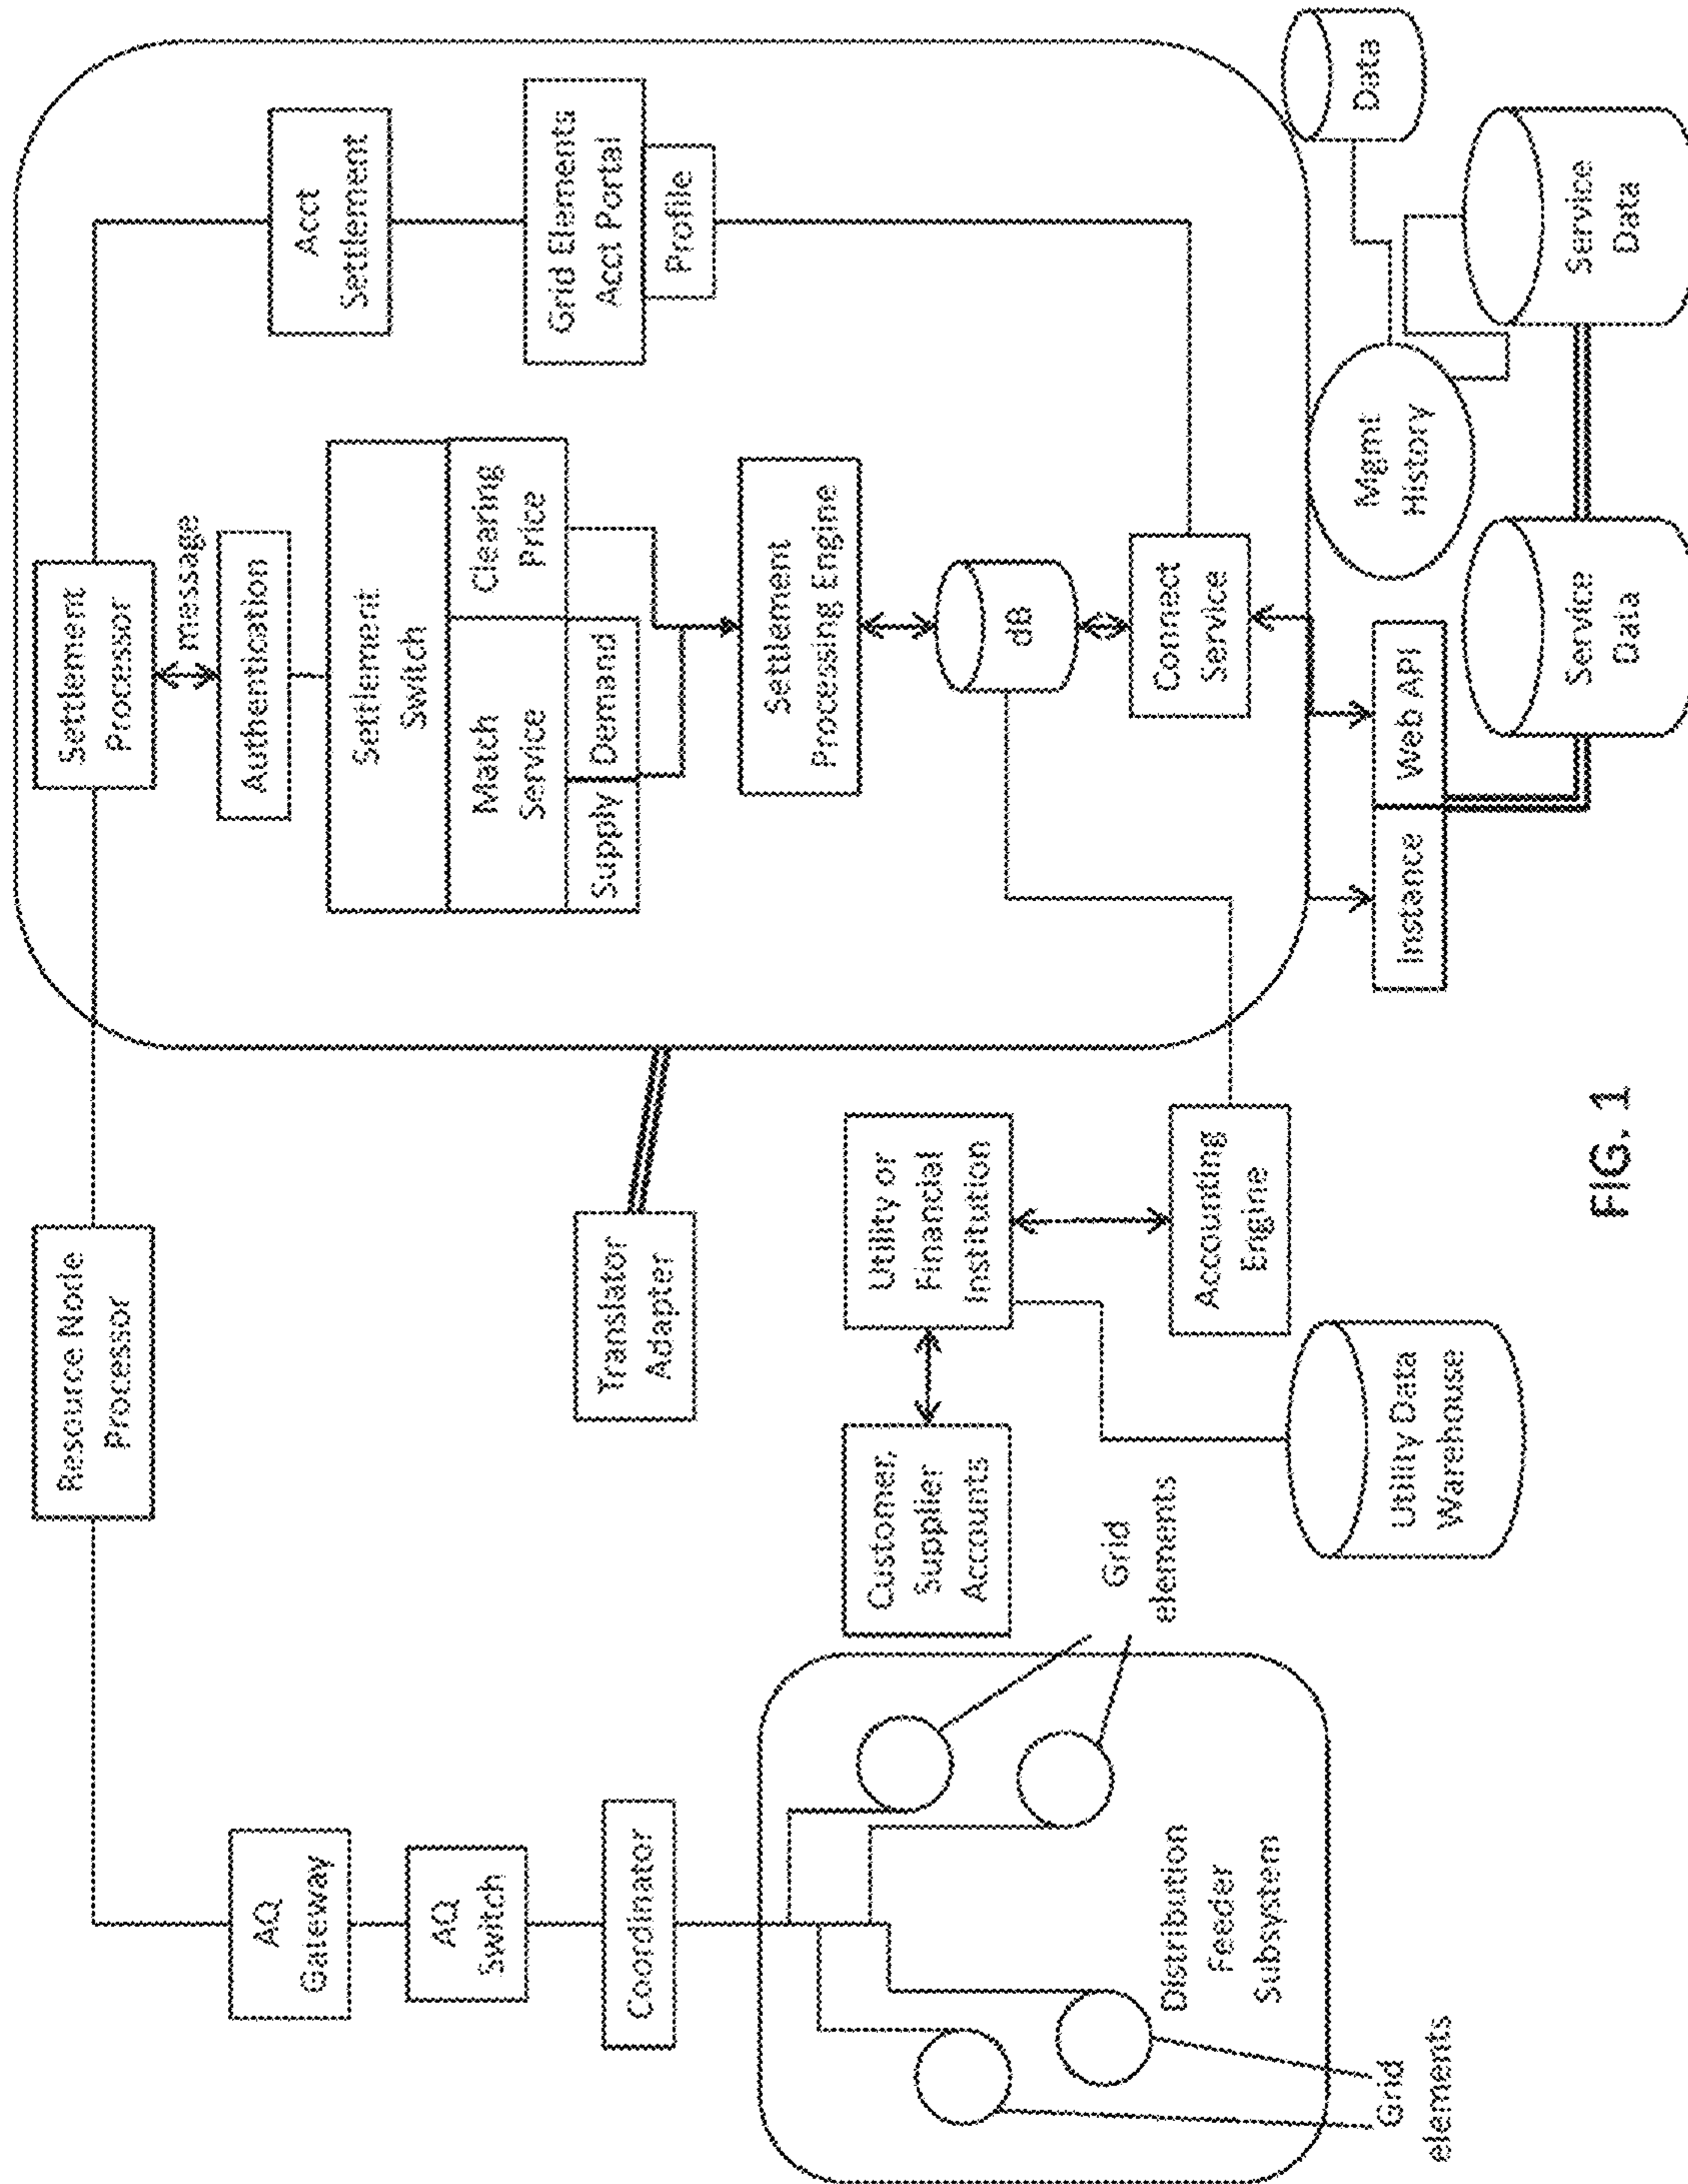 Resource Node
Processor
Settlement
Processor
message
Authentication
Acct
Settlement
AQ
Gateway
AQ
Switch
Coordinator
Settlement
Switch
Match
Service
Clearing
Price
Supply
Demand
Grid Elements
Acct Portal
Profile
Translator
Adapter
Settlement
Processing Engine
Customer,
Supplier
Accounts
Utility or
Financial
Institution
dB
Grid
elements
Distribution
Feeder
Subsystem
Accounting
Engine
Connect
Service
Utility Data
Warehouse
Grid
elements
Instance
Web API
Mgmt
History
Data
Service
Data
Service
Data
FIG. 1